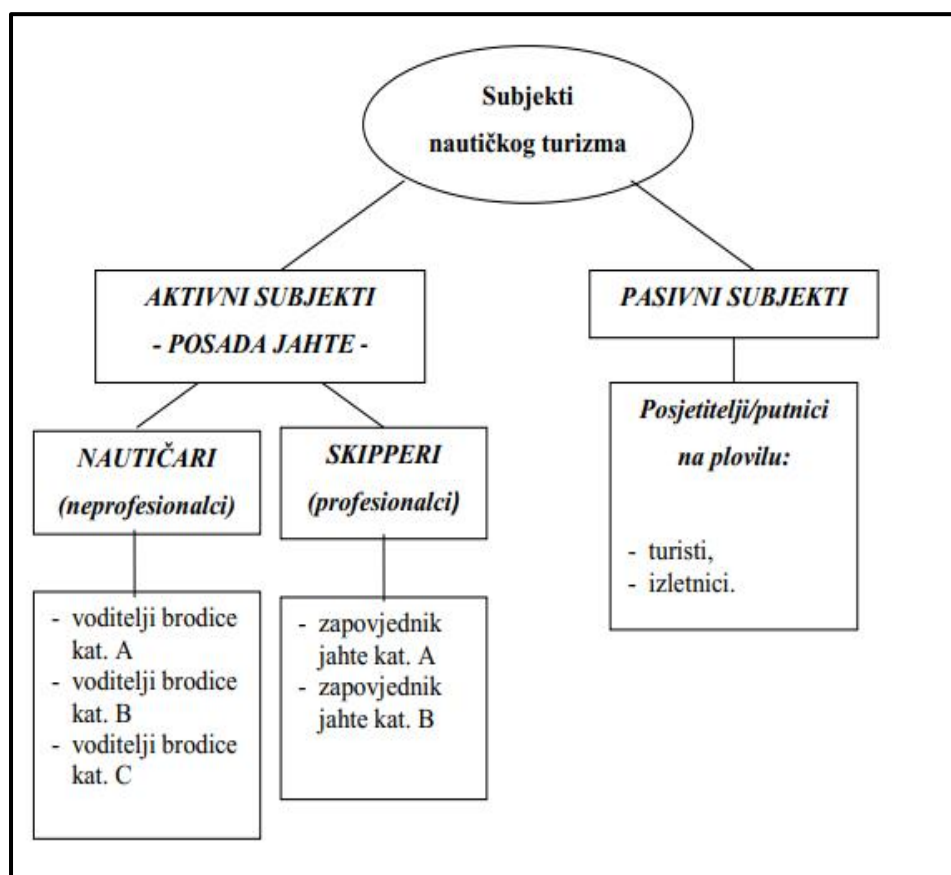 Subjekti
nautičkog turizma
AKTIVNI SUBJEKTI
- POSADA JAHTE -
PASIVNI SUBJEKTI
NAUTIČARI
(neprofesionalci)
SKIPPERI
(profesionalci)
Posjetitelji/putnici
na plovilu:
- turisti,
- izletnici.
- voditelji brodice
kat. A
- voditelji brodice
kat. B
- voditelji brodice
kat. C
- zapovjednik
jahte kat. A
- zapovjednik
jahte kat. B